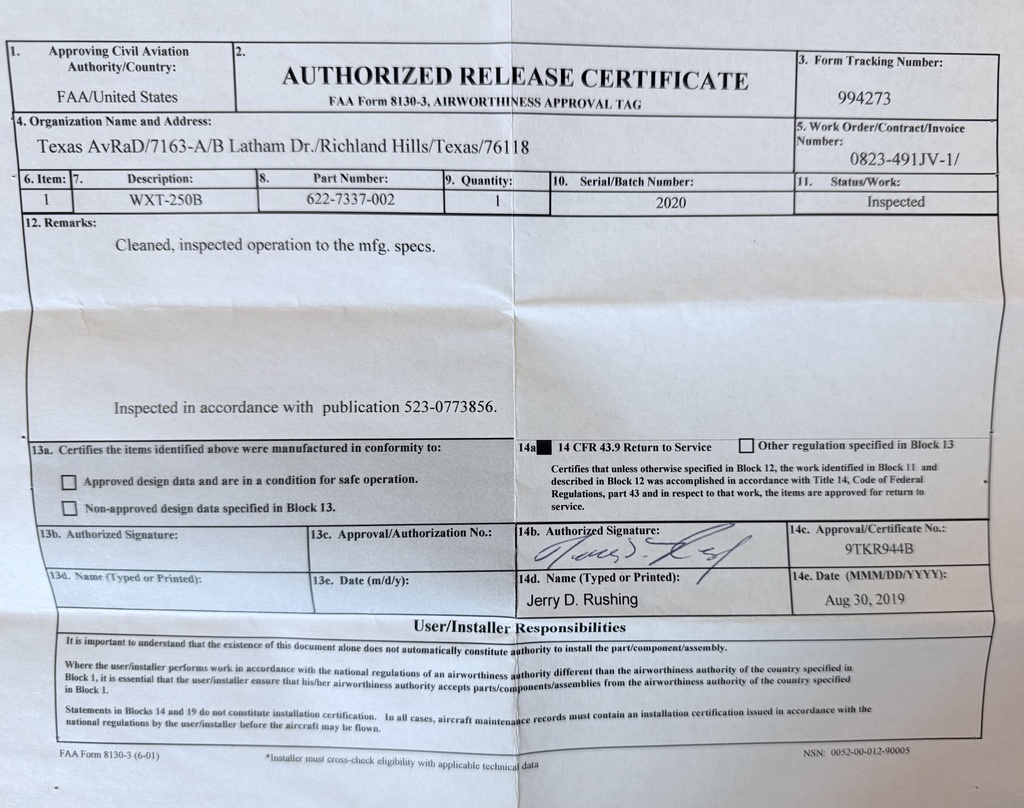 1. Approving Civil Aviation Authority/Country:
FAA/United States
2.
AUTHORIZED RELEASE CERTIFICATE
FAA Form 8130-3, AIRWORTHINESS APPROVAL TAG
3. Form Tracking Number:
994273
4. Organization Name and Address:
Texas AvRaD/7163-A/B Latham Dr./Richland Hills/Texas/76118
5. Work Order/Contract/Invoice
Number:
0823-491JV-1/
6. Item: 7. Description: 8. Part Number: 9. Quantity: 10. Serial/Batch Number: 11. Status/Work:
1 WXT-250B 622-7337-002 1 2020 Inspected
12. Remarks:
Cleaned, inspected operation to the mfg. specs.
Inspected in accordance with publication 523-0773856.
13a. Certifies the items identified above were manufactured in conformity to:
Approved design data and are in a condition for safe operation.
Non-approved design data specified in Block 13.
14a 14 CFR 43.9 Return to Service Other regulation specified in Block 13
Certifies that unless otherwise specified in Block 12, the work identified in Block 11 and
described in Block 12 was accomplished in accordance with Title 14, Code of Federal
Regulations, part 43 and in respect to that work, the items are approved for return to
service.
13b. Authorized Signature: 13c. Approval/Authorization No.: 14b. Authorized Signature: 14c. Approval/Certificate No.:
9TKR944B
13d. Name (Typed or Printed): 13e. Date (m/d/y): 14d. Name (Typed or Printed): 14e. Date (MMM/DD/YYYY):
Jerry D. Rushing Aug 30, 2019
User/Installer Responsibilities
It is important to understand that the existence of this document alone does not automatically constitute authority to install the part/component/assembly.
Where the user/installer performs work in accordance with the national regulations of an airworthiness authority different than the airworthiness authority of the country specified in
Block 1, it is essential that the user/installer ensure that his/her airworthiness authority accepts parts/components/assemblies from the airworthiness authority of the country specified
in Block 1.
Statements in Blocks 14 and 19 do not constitute installation certification. In all cases, aircraft maintenance records must contain an installation certification issued in accordance with the
national regulations by the user/installer before the aircraft may be flown.
FAA Form 8130-3 (6-01) *Installer must cross-check eligibility with applicable technical data NSN: 0052-00-012-90005